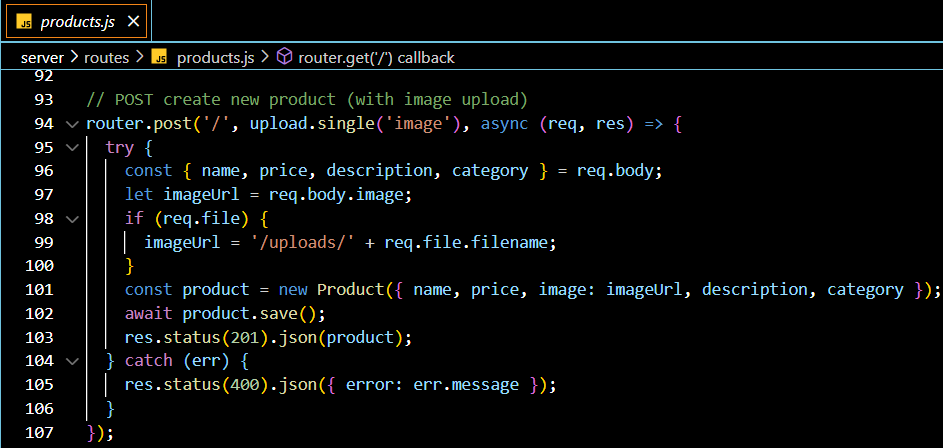 JS products.js ×
server > routes > JS products.js > router.get('/') callback
92
93 // POST create new product (with image upload)
94 router.post('/', upload.single('image'), async (req, res) => {
95   try {
96     const { name, price, description, category } = req.body;
97     let imageUrl = req.body.image;
98     if (req.file) {
99       imageUrl = '/uploads/' + req.file.filename;
100     }
101     const product = new Product({ name, price, image: imageUrl, description, category });
102     await product.save();
103     res.status(201).json(product);
104   } catch (err) {
105     res.status(400).json({ error: err.message });
106   }
107 });